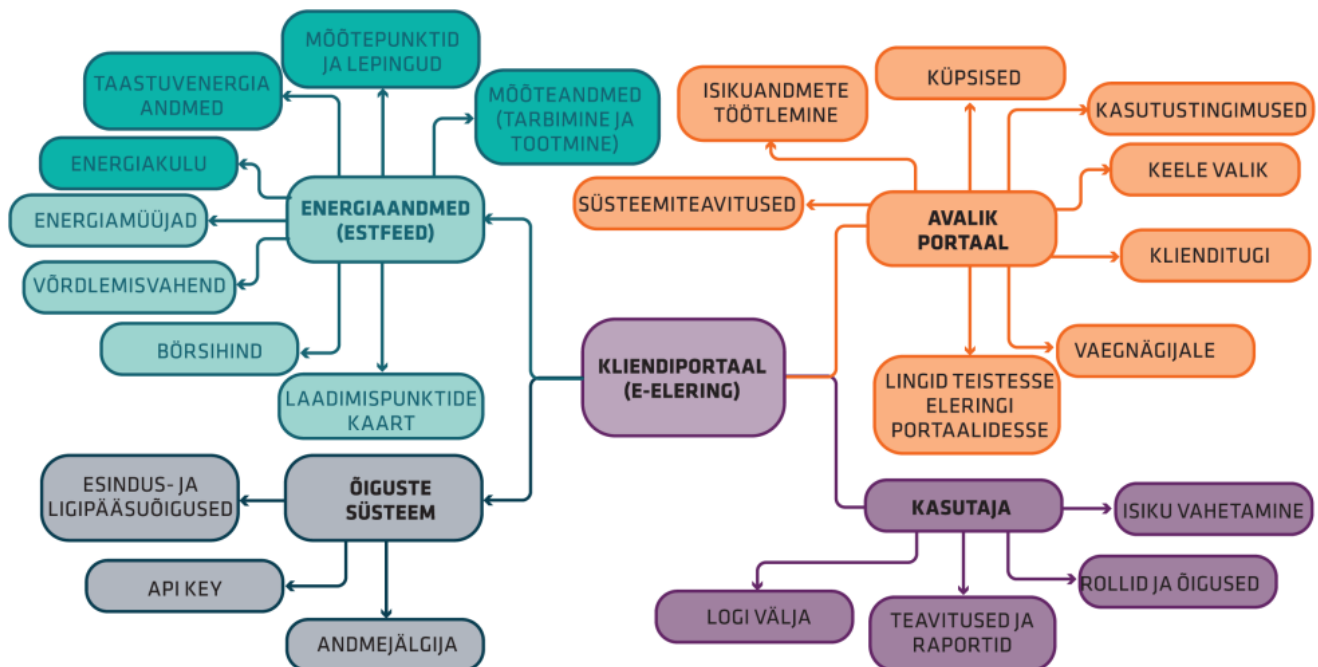 MÕÕTEPUNKTID
JA LEPINGUD
TAASTUVENERGIA
ANDMED
MÕÕTEANDMED
(TARBIMINE JA
TOOTMINE)
ENERGIAKULU
ENERGIAMÜÜJAD
ENERGIAANDMED
(ESTFEED)
VÕRDLEMISVAHEND
BÖRSIHIND
LAADIMISPUNKTIDE
KAART
KÜPSISED
ISIKUANDMETE
TÖÖTLEMINE
KASUTUSTINGIMUSED
KEELE VALIK
SÜSTEEMITEAVITUSED
AVALIK
PORTAAL
KLIENDITUGI
VAEGNÄGIJALE
LINGID TEISTESSE
ELERINGI
PORTAALIDESSE
KLIENDIPORTAAL
(E-ELERING)
ESINDUS- JA
LIGIPÄÄSUÕIGUSED
ÕIGUSTE
SÜSTEEM
API KEY
ANDMEJÄLGIJA
KASUTAJA
ISIKU VAHETAMINE
ROLLID JA ÕIGUSED
LOGI VÄLJA
TEAVITUSED JA
RAPORTID